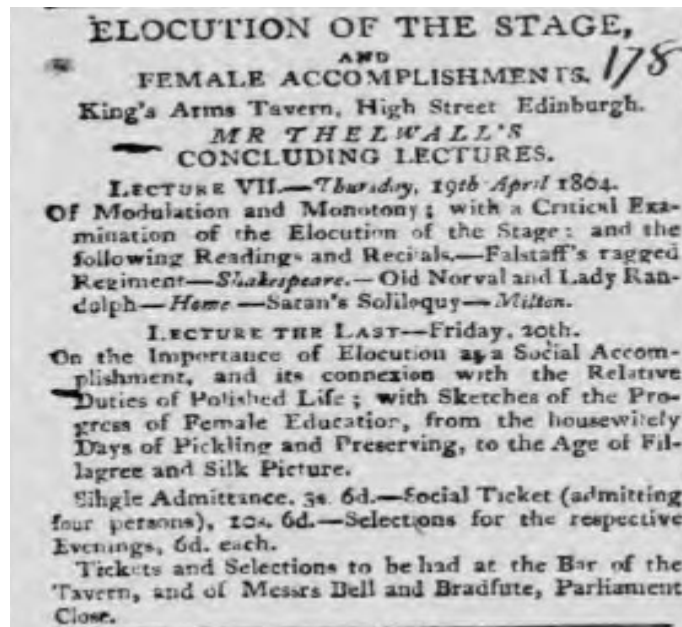 ELOCUTION OF THE STAGE,
AND
FEMALE ACCOMPLISHMENTS. 178
King's Arms Tavern, High Street Edinburgh.
MR THELWALL'S
CONCLUDING LECTURES.
LECTURE VII.—Thursday, 19th April 1804.
Of Modulation and Monotony; with a Critical Exa-
mination of the Elocution of the Stage: and the
following Readings and Recitals.—Falstaff's ragged
Regiment—Shakespeare.—Old Norval and Lady Ran-
dolph—Home—Satan's Soliloquy—Milton.
LECTURE THE LAST—Friday, 20th.
On the Importance of Elocution as a Social Accom-
plishment, and its connexion with the Relative
Duties of Polished Life; with Sketches of the Pro-
gress of Female Education, from the housewifely
Days of Pickling and Preserving, to the Age of Fil-
lagree and Silk Picture.
Sihgle Admittance, 3s. 6d.—Social Ticket (admitting
four persons), 10s. 6d.—Selections for the respective
Evenings, 6d. each.
Tickets and Selections to be had at the Bar of the
Tavern, and of Messrs Bell and Bradfute, Parliament
Close.